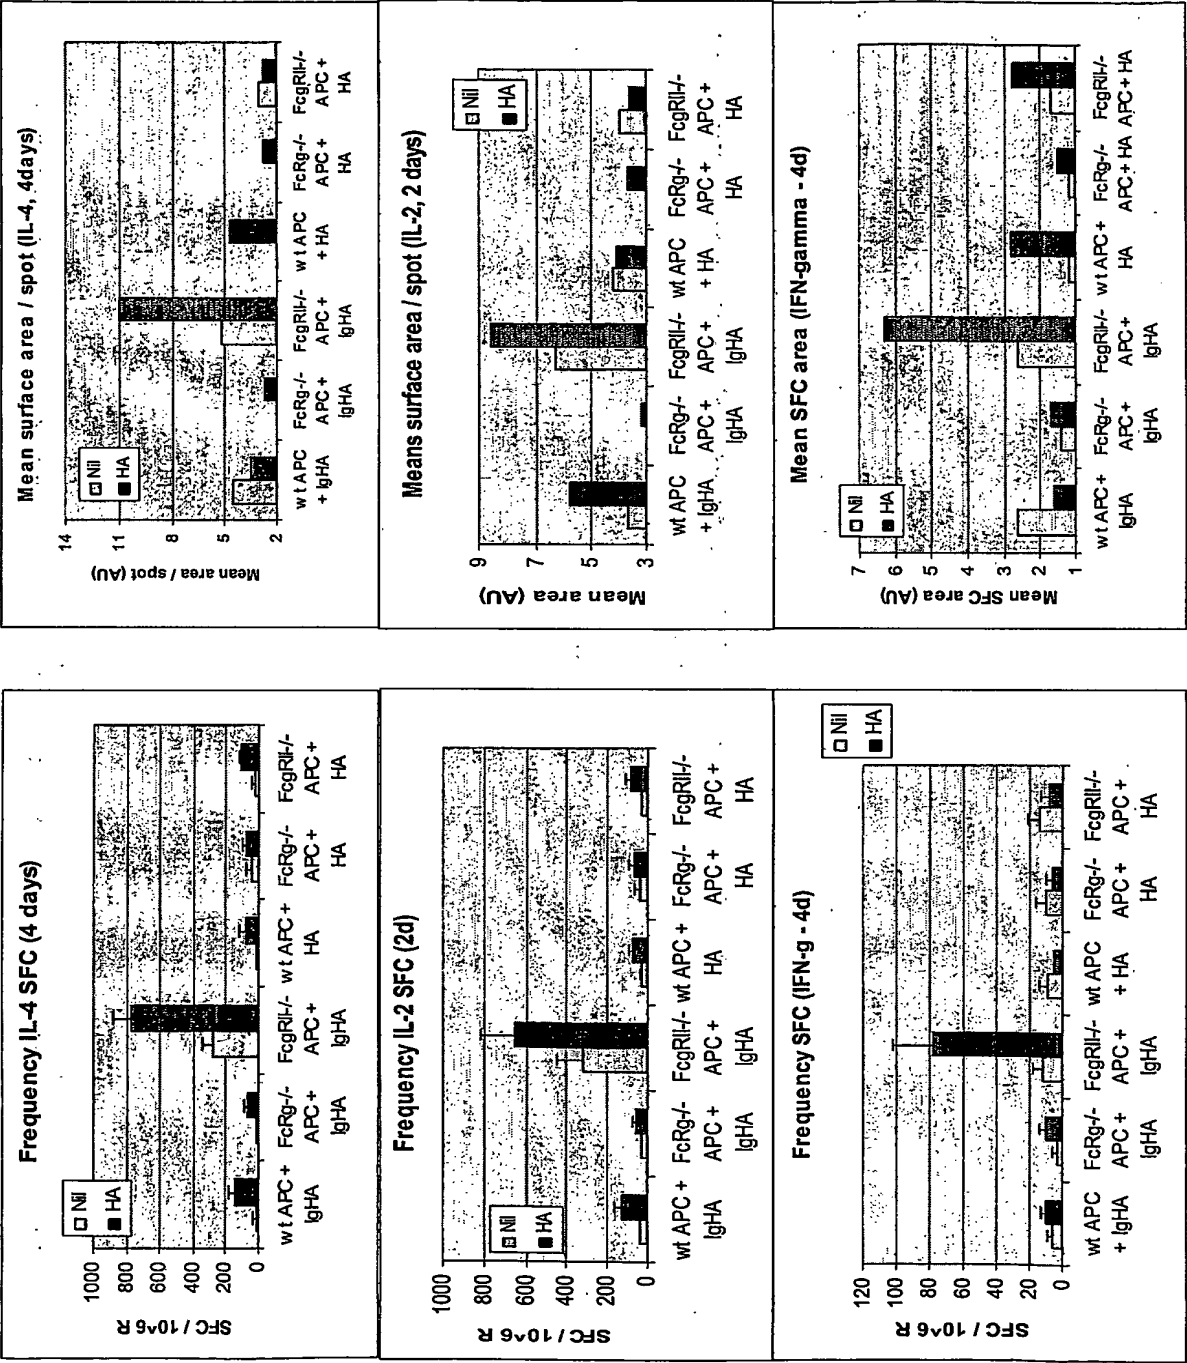 Frequency IL-4 SFC (4 days)
SFC / 10^6 R
1000
800
600
400
200
0
Nil
HA
wt APC + IgHA
FcRg-/- APC + IgHA
FcgRII-/- APC + IgHA
wt APC + HA
FcRg-/- APC + HA
FcgRII-/- APC + HA
Mean surface area / spot (IL-4, 4days)
Mean area / spot (AU)
14
11
8
5
2
Nil
HA
wt APC + IgHA
FcRg-/- APC + IgHA
FcgRII-/- APC + IgHA
wt APC + HA
FcRg-/- APC + HA
FcgRII-/- APC + HA
Frequency IL-2 SFC (2d)
SFC / 10^6 R
1000
800
600
400
200
0
Nil
HA
wt APC + IgHA
FcRg-/- APC + IgHA
FcgRII-/- APC + IgHA
wt APC + HA
FcRg-/- APC + HA
FcgRII-/- APC + HA
Means surface area / spot (IL-2, 2 days)
Mean area (AU)
9
7
5
3
Nil
HA
wt APC + IgHA
FcRg-/- APC + IgHA
FcgRII-/- APC + IgHA
wt APC + HA
FcRg-/- APC + HA
FcgRII-/- APC + HA
Frequency SFC (IFN-g - 4d)
SFC / 10^6 R
120
100
80
60
40
20
0
Nil
HA
wt APC + IgHA
FcRg-/- APC + IgHA
FcgRII-/- APC + IgHA
wt APC + HA
FcRg-/- APC + HA
FcgRII-/- APC + HA
Mean SFC area (IFN-gamma - 4d)
Mean SFC area (AU)
7
6
5
4
3
2
1
Nil
HA
wt APC + IgHA
FcRg-/- APC + IgHA
FcgRII-/- APC + IgHA
wt APC + HA
FcRg-/- APC + HA
FcgRII-/- APC + HA